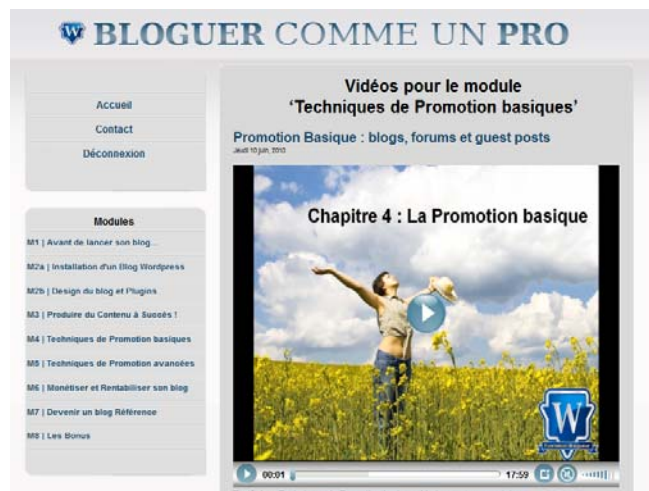 W BLOGUER COMME UN PRO
Accueil
Contact
Déconnexion
Modules
M1 | Avant de lancer son blog...
M2a | Installation d'un Blog Wordpress
M2b | Design du blog et Plugins
M3 | Produire du Contenu à Succès !
M4 | Techniques de Promotion basiques
M5 | Techniques de Promotion avancées
M6 | Monétiser et Rentabiliser son blog
M7 | Devenir un blog Référence
M8 | Les Bonus
Vidéos pour le module
‘Techniques de Promotion basiques’
Promotion Basique : blogs, forums et guest posts
Jeudi 10 juin, 2010
Chapitre 4 : La Promotion basique
W
00:01
17:59